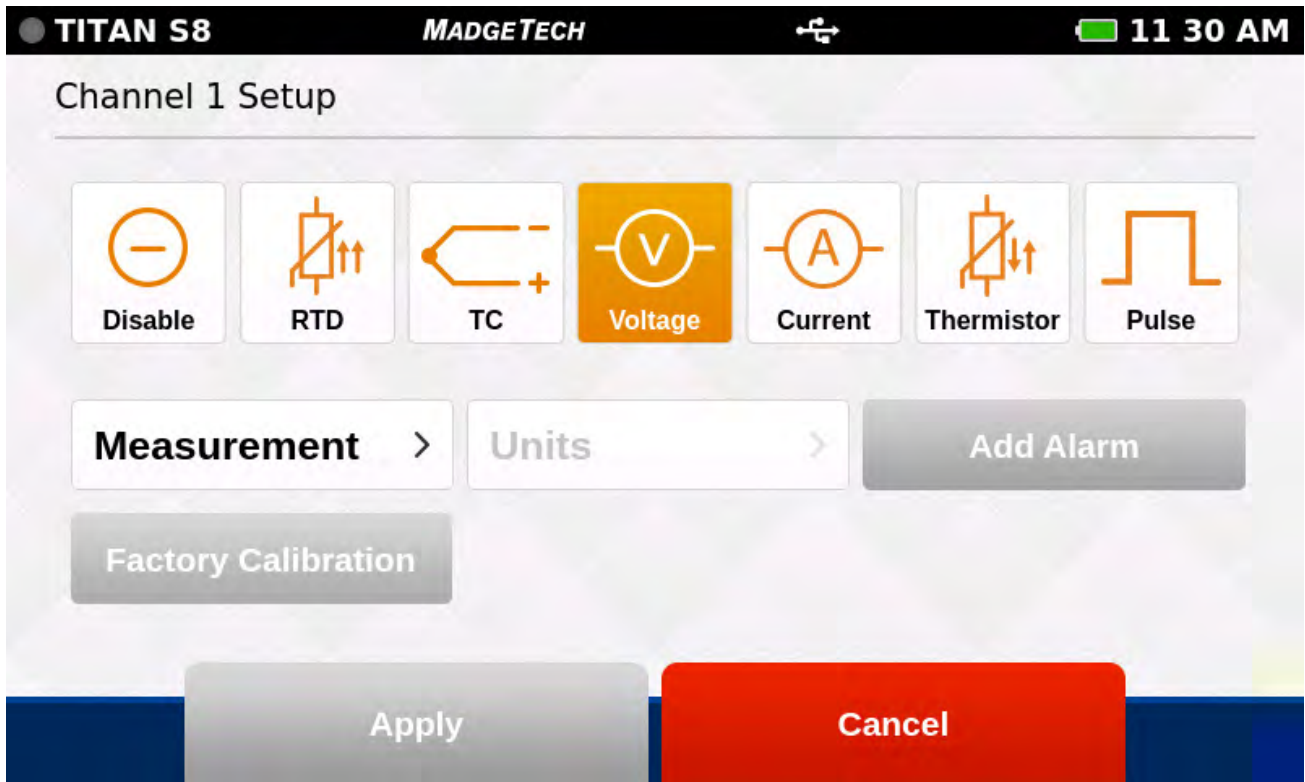 TITAN S8 MADGETECH 11 30 AM
Channel 1 Setup
− +
V A
Disable RTD TC Voltage Current Thermistor Pulse
Measurement > Units > Add Alarm
Factory Calibration
Apply Cancel